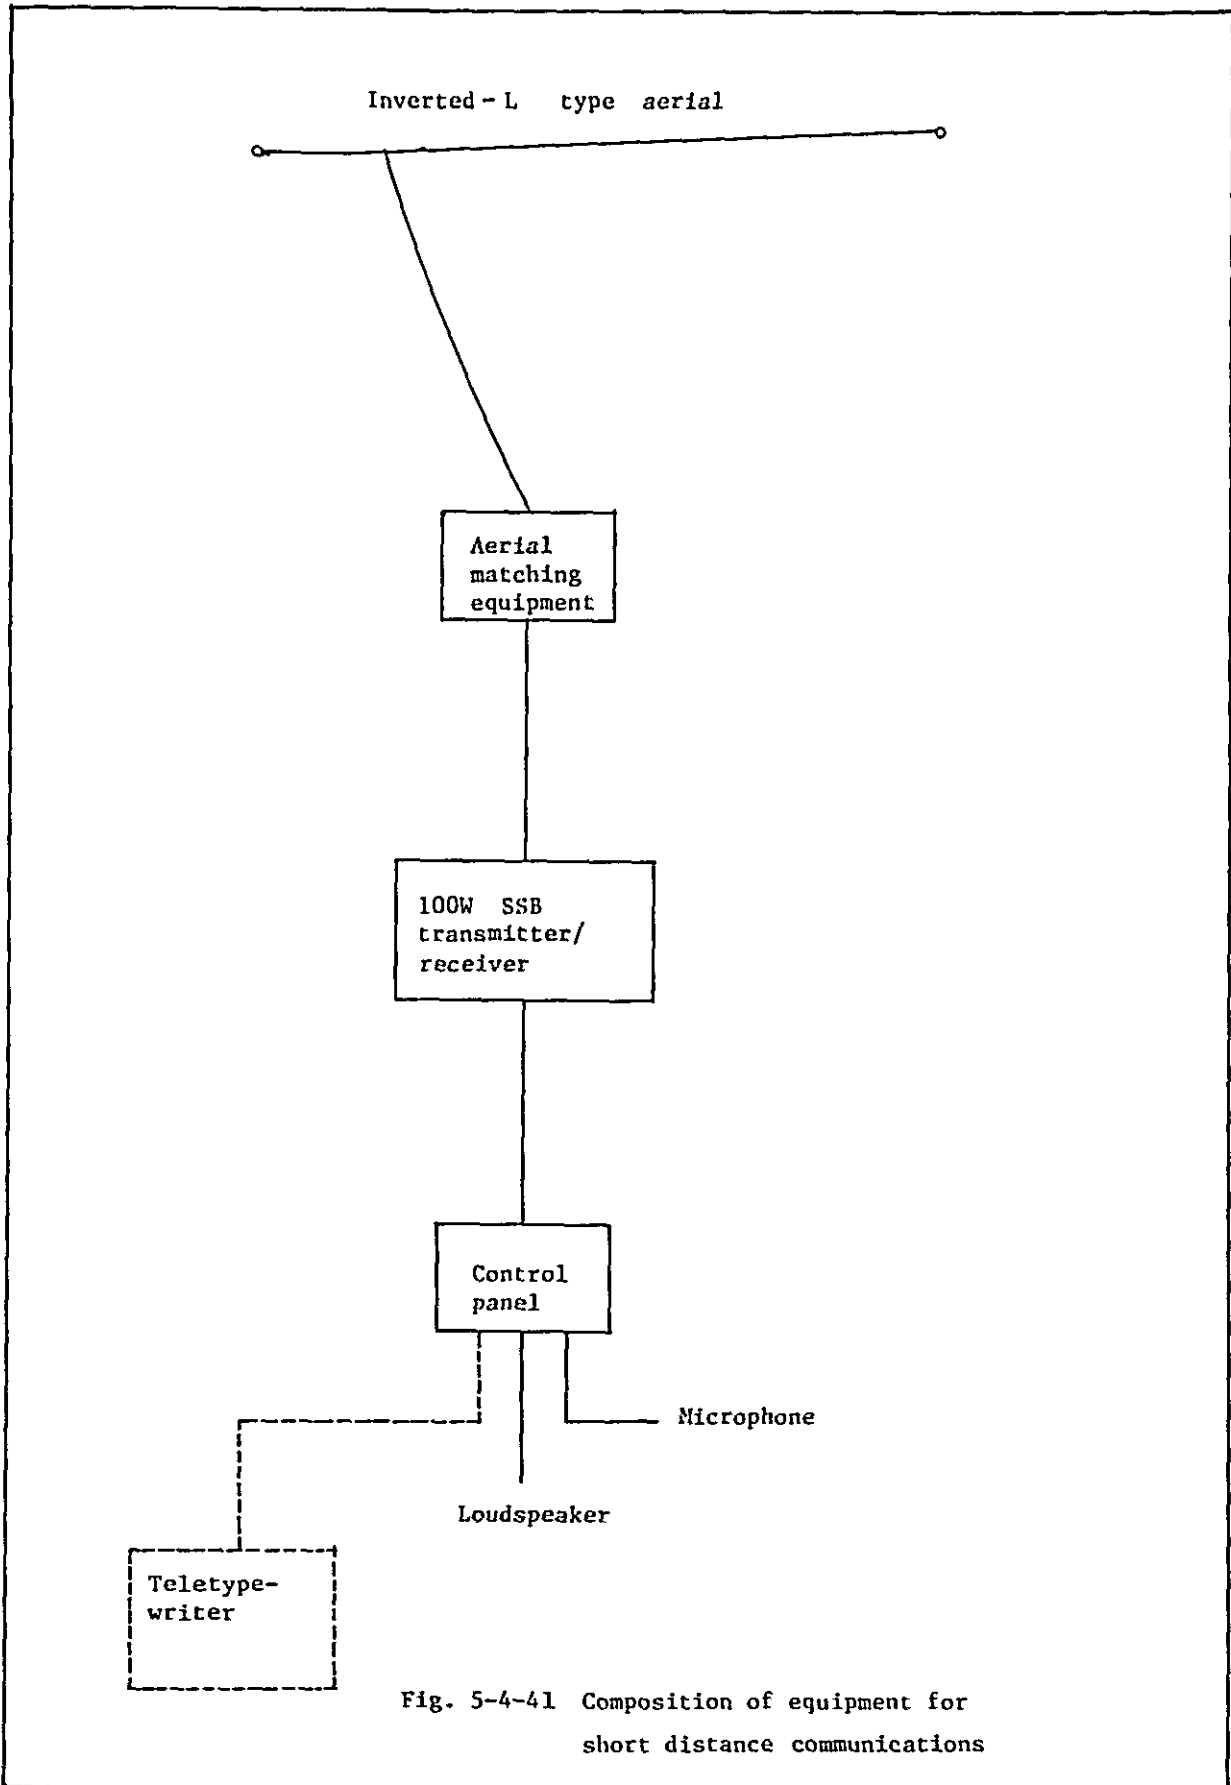 Inverted-L type aerial
Aerial
matching
equipment
100W SSB
transmitter/
receiver
Control
panel
Microphone
Loudspeaker
Teletype-
writer
Fig. 5-4-41 Composition of equipment for
short distance communications